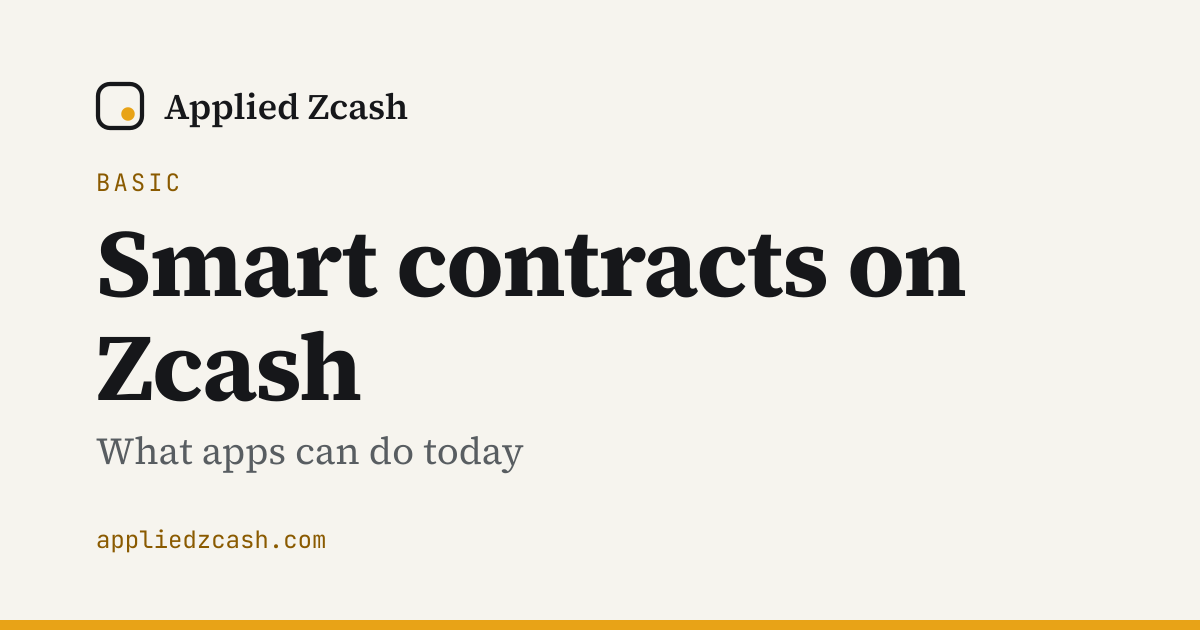 Applied Zcash
BASIC
Smart contracts on
Zcash
What apps can do today
appliedzcash.com